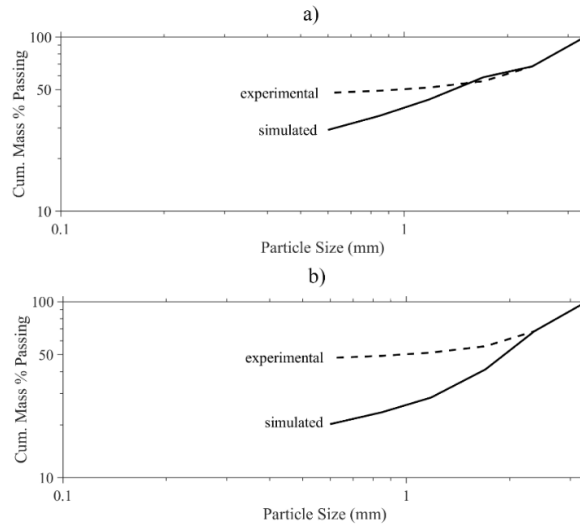 a)
100
50
10
Cum. Mass % Passing
experimental
simulated
0.1
1
Particle Size (mm)
b)
100
50
10
Cum. Mass % Passing
experimental
simulated
0.1
1
Particle Size (mm)